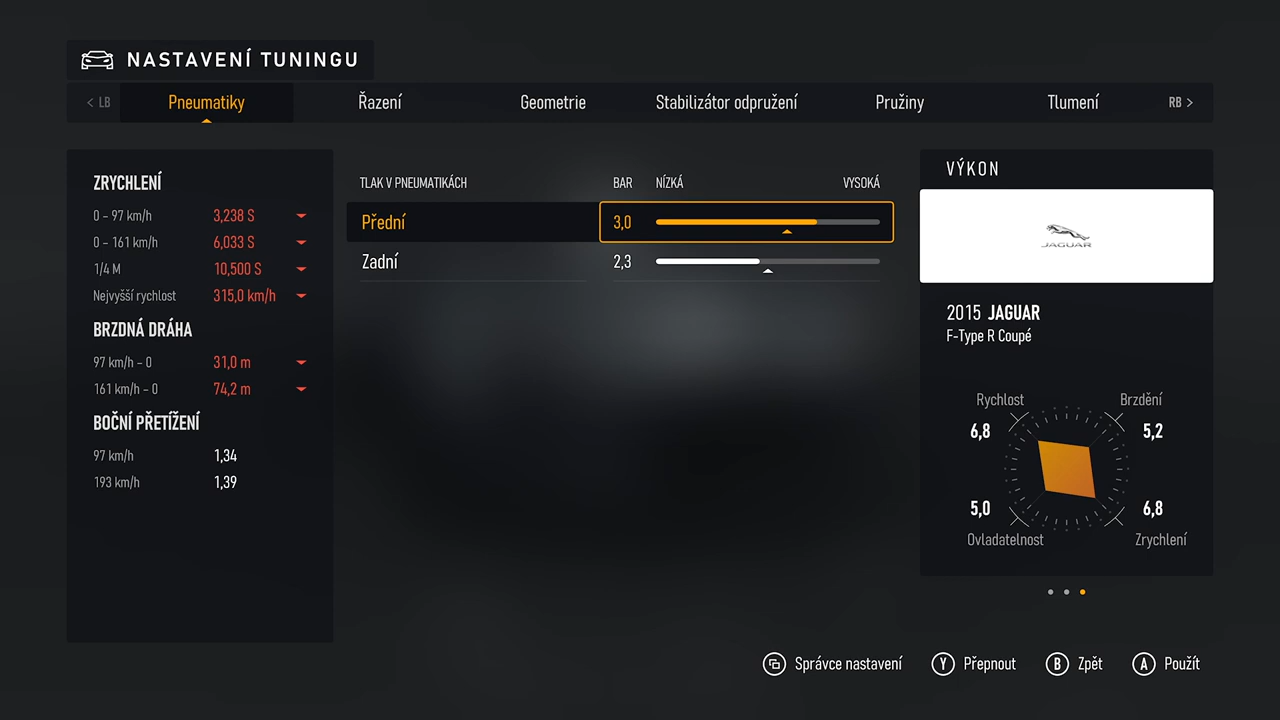 NASTAVENÍ TUNINGU
< LB Pneumatiky Řazení Geometrie Stabilizátor odpružení Pružiny Tlumení RB >
ZRYCHLENÍ
0 – 97 km/h 3,238 S
0 – 161 km/h 6,033 S
1/4 M 10,500 S
Nejvyšší rychlost 315,0 km/h
BRZDNÁ DRÁHA
97 km/h – 0 31,0 m
161 km/h – 0 74,2 m
BOČNÍ PŘETÍŽENÍ
97 km/h 1,34
193 km/h 1,39
TLAK V PNEUMATIKÁCH BAR NÍZKÁ VYSOKÁ
Přední 3,0
Zadní 2,3
VÝKON
JAGUAR
2015 JAGUAR
F-Type R Coupé
Rychlost Brzdění
6,8 5,2
5,0 6,8
Ovladatelnost Zrychlení
Správce nastavení Y Přepnout B Zpět A Použít